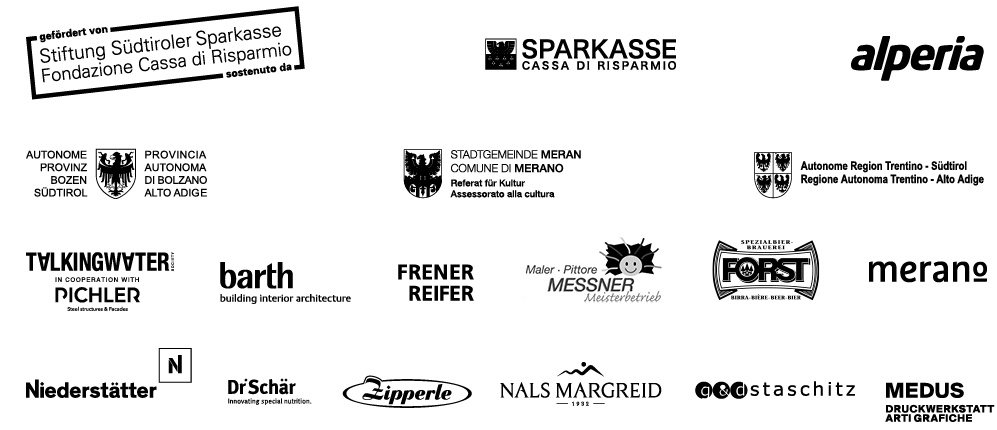 gefördert von
Stiftung Südtiroler Sparkasse
Fondazione Cassa di Risparmio
sostenuto da
SPARKASSE
CASSA DI RISPARMIO
alperia
AUTONOME
PROVINZ
BOZEN
SÜDTIROL
PROVINCIA
AUTONOMA
DI BOLZANO
ALTO ADIGE
STADTGEMEINDE MERAN
COMUNE DI MERANO
Referat für Kultur
Assessorato alla cultura
Autonome Region Trentino - Südtirol
Regione Autonoma Trentino - Alto Adige
TALKINGWATER
SOCIETY
IN COOPERATION WITH
PICHLER
Steel structures & Facades
barth
building interior architecture
FRENER
REIFER
Maler · Pittore
MESSNER
Meisterbetrieb
SPEZIALBIER-
BRAUEREI
FORST
BIRRA-BIÈRE-BEER-BIER
merano
Niederstätter
N
Dr Schär
Innovating special nutrition.
Zipperle
NALS MARGREID
1932
a&d staschitz
MEDUS
DRUCKWERKSTATT
ARTI GRAFICHE